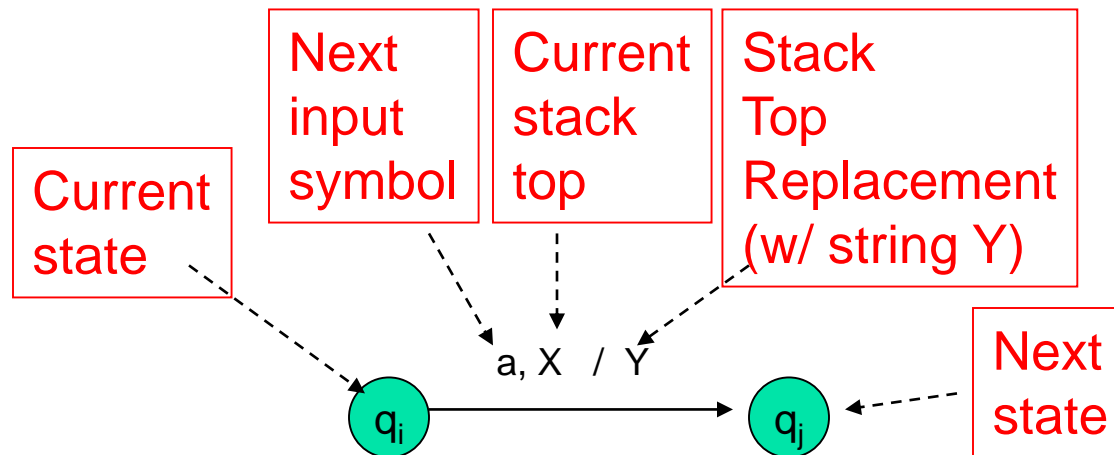 Next
input
symbol
Current
stack
top
Stack
Top
Replacement
(w/ string Y)
Current
state
a, X / Y
Next
state
qi
qj